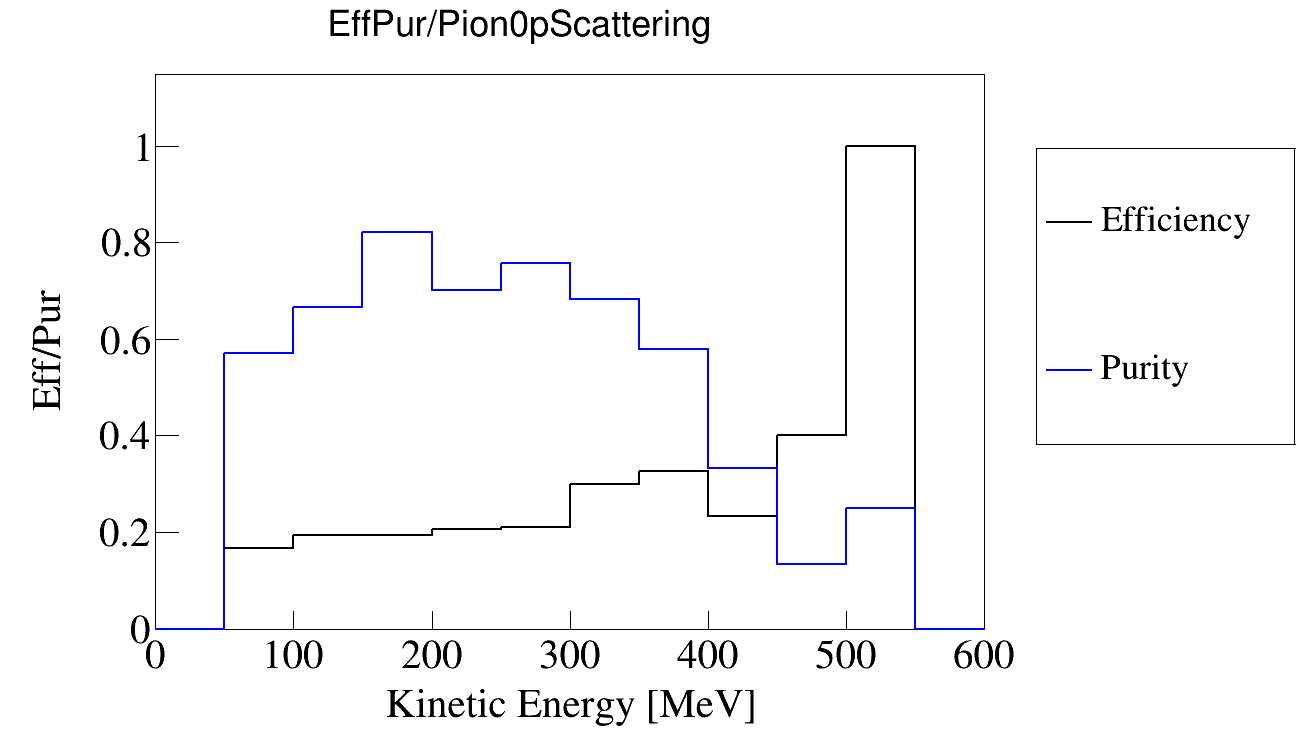 EffPur/Pion0pScattering
Eff/Pur
1
0.8
0.6
0.4
0.2
0
0 100 200 300 400 500 600
Kinetic Energy [MeV]
Efficiency
Purity